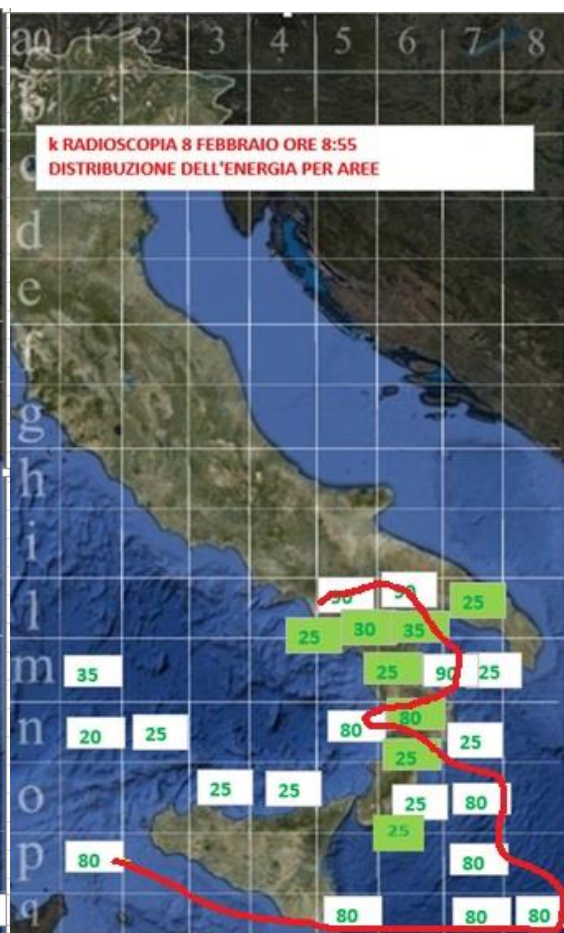 a0 1 2 3 4 5 6 7 8
b
k RADIOSCOPIA 8 FEBBRAIO ORE 8:55
DISTRIBUZIONE DELL'ENERGIA PER AREE
c
d
e
f
g
h
i
90 90 25
l
25 30 35
m 35 25 90 25
80
n 20 25 80 25
25
o 25 25 25 80
25
p 80 80
q 80 80 80